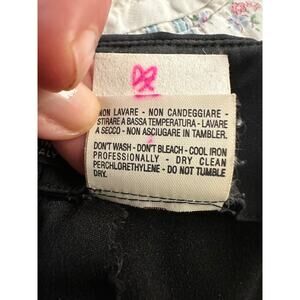 NON LAVARE - NON CANDEGGIARE -
STIRARE A BASSA TEMPERATURA - LAVARE
A SECCO - NON ASCIUGARE IN TAMBLER.
DON'T WASH - DON'T BLEACH - COOL IRON
PROFESSIONALLY - DRY CLEAN
PERCHLORETHYLENE - DO NOT TUMBLE
DRY.